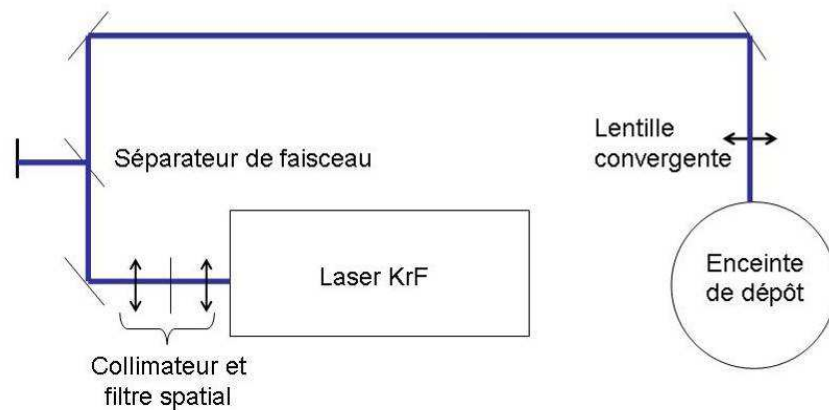 Séparateur de faisceau
Lentille
convergente
Laser KrF
Enceinte
de dépôt
Collimateur et
filtre spatial